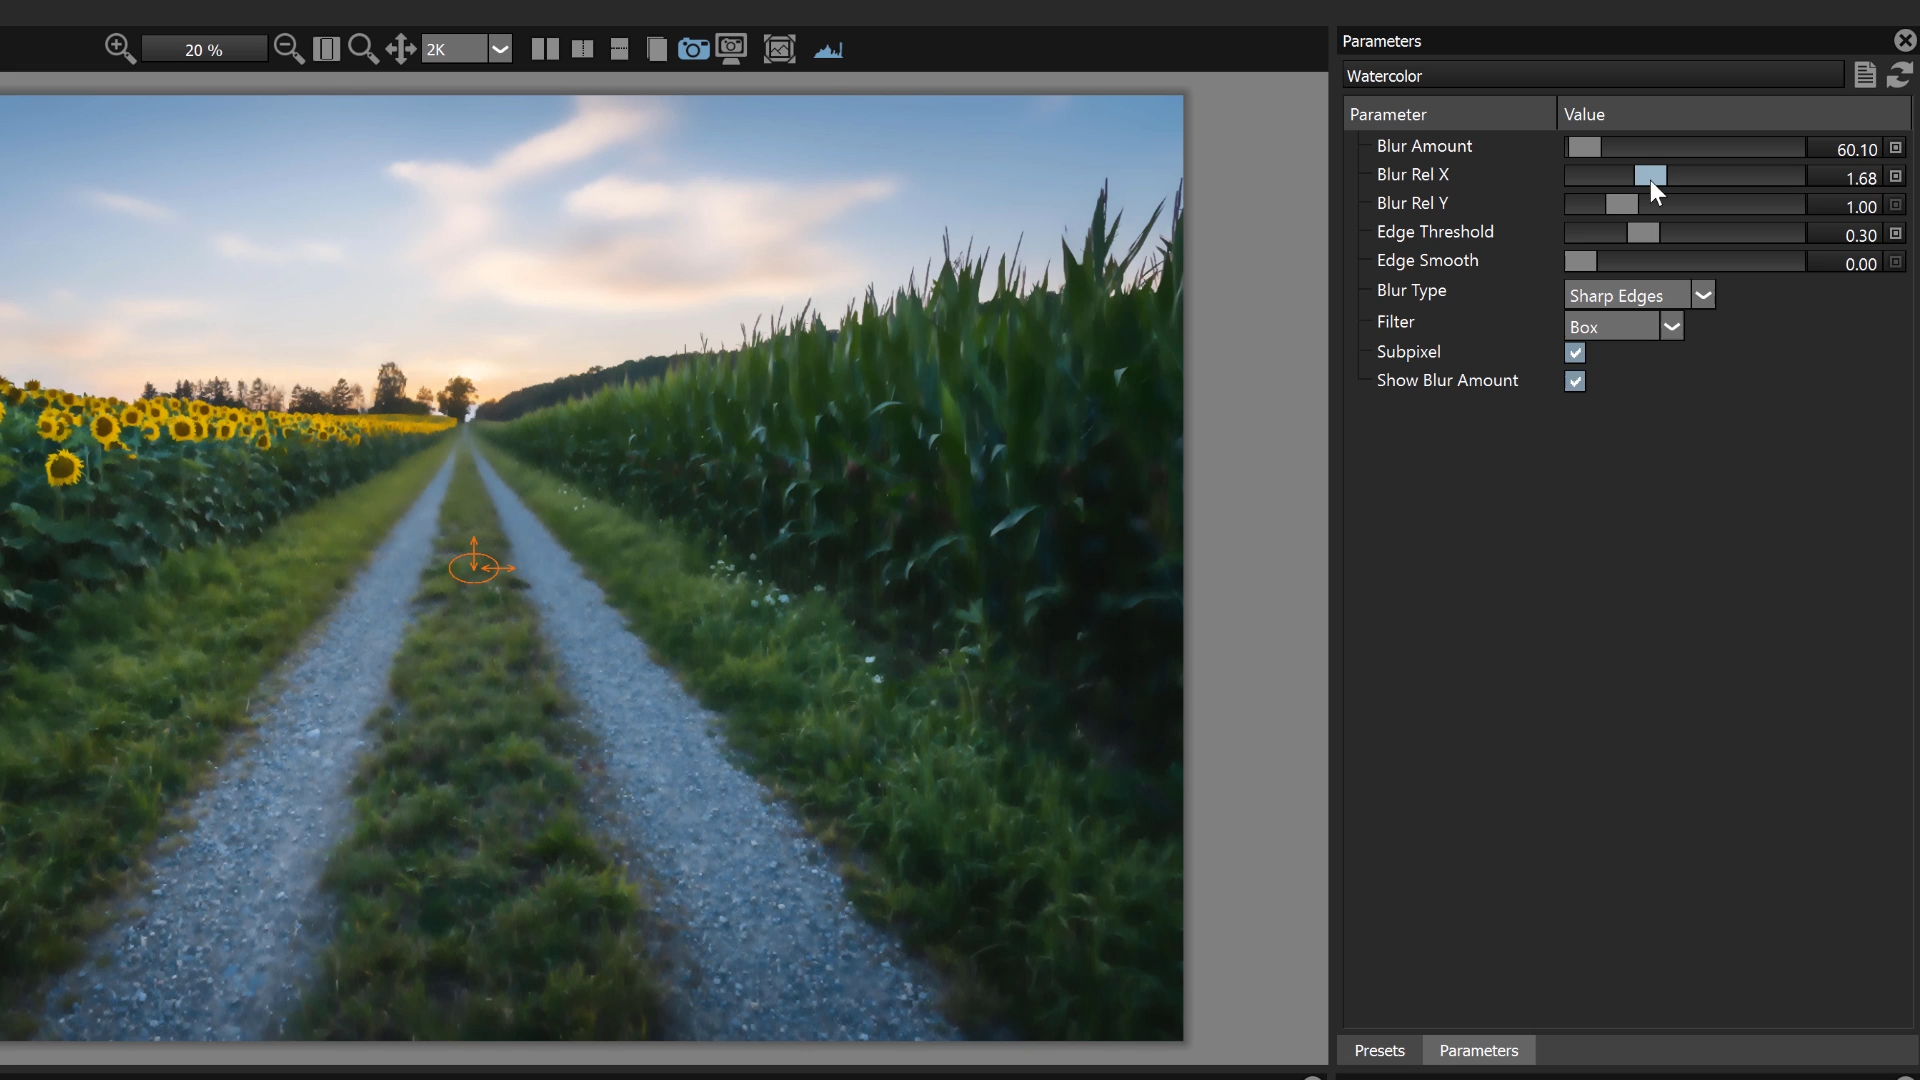 20 %
2K
Parameters
Watercolor
Parameter Value
Blur Amount 60.10
Blur Rel X 1.68
Blur Rel Y 1.00
Edge Threshold 0.30
Edge Smooth 0.00
Blur Type Sharp Edges
Filter Box
Subpixel
Show Blur Amount
Presets Parameters